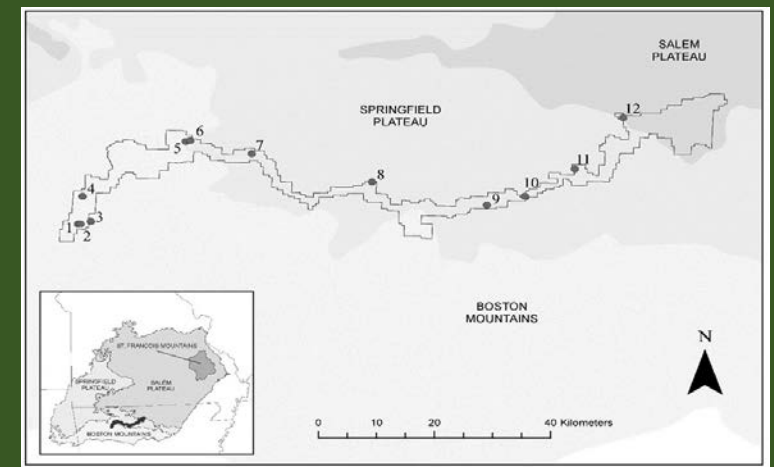 SALEM
PLATEAU
SPRINGFIELD
PLATEAU
12
6
5
7
11
8
4
10
9
3
1
2
BOSTON
MOUNTAINS
N
ST. FRANCOIS MOUNTAINS
SPRINGFIELD
PLATEAU
SALEM
PLATEAU
BOSTON MOUNTAINS
0 20 40 Kilometers